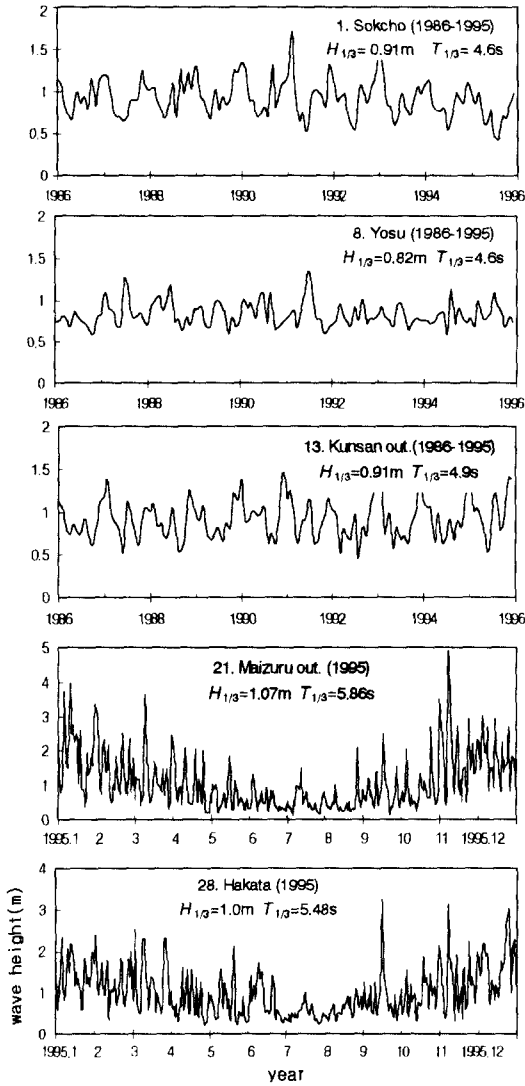 2
1. Sokcho (1986-1995)
H1/3= 0.91m T1/3= 4.6s
1.5
1
0.5
0
1986 1988 1990 1992 1994 1996
2
8. Yosu (1986-1995)
H1/3=0.82m T1/3=4.6s
1.5
1
0.5
0
1986 1988 1990 1992 1994 1996
2
13. Kunsan out.(1986-1995)
H1/3=0.91m T1/3=4.9s
1.5
1
0.5
0
1986 1988 1990 1992 1994 1996
5
21. Maizuru out. (1995)
H1/3=1.07m T1/3=5.86s
4
3
2
1
0
1995.1 2 3 4 5 6 7 8 9 10 11 1995.12
4
28. Hakata (1995)
H1/3=1.0m T1/3=5.48s
3
2
1
0
wave height(m)
1995.1 2 3 4 5 6 7 8 9 10 11 1995.12
year